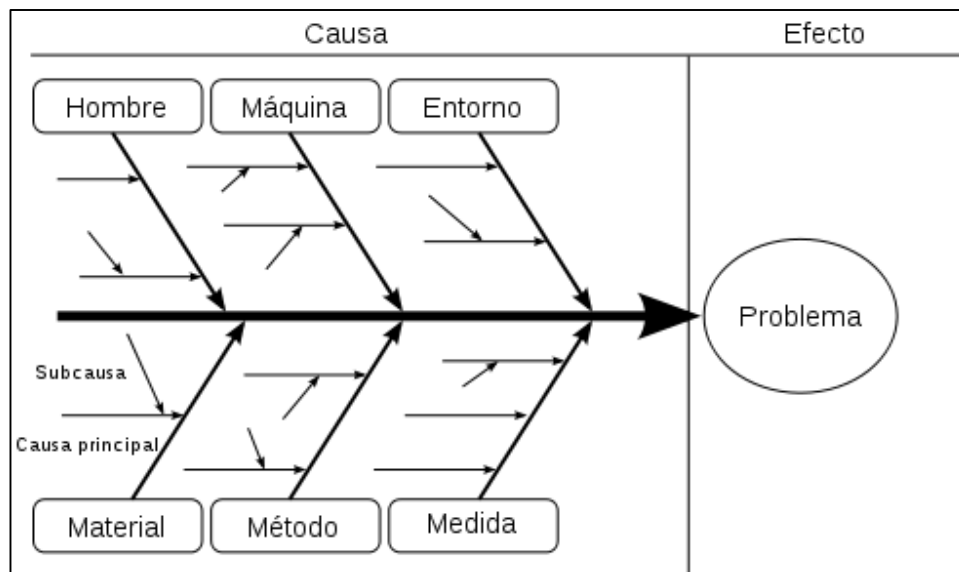 Causa
Efecto
Hombre
Máquina
Entorno
Problema
Subcausa
Causa principal
Material
Método
Medida